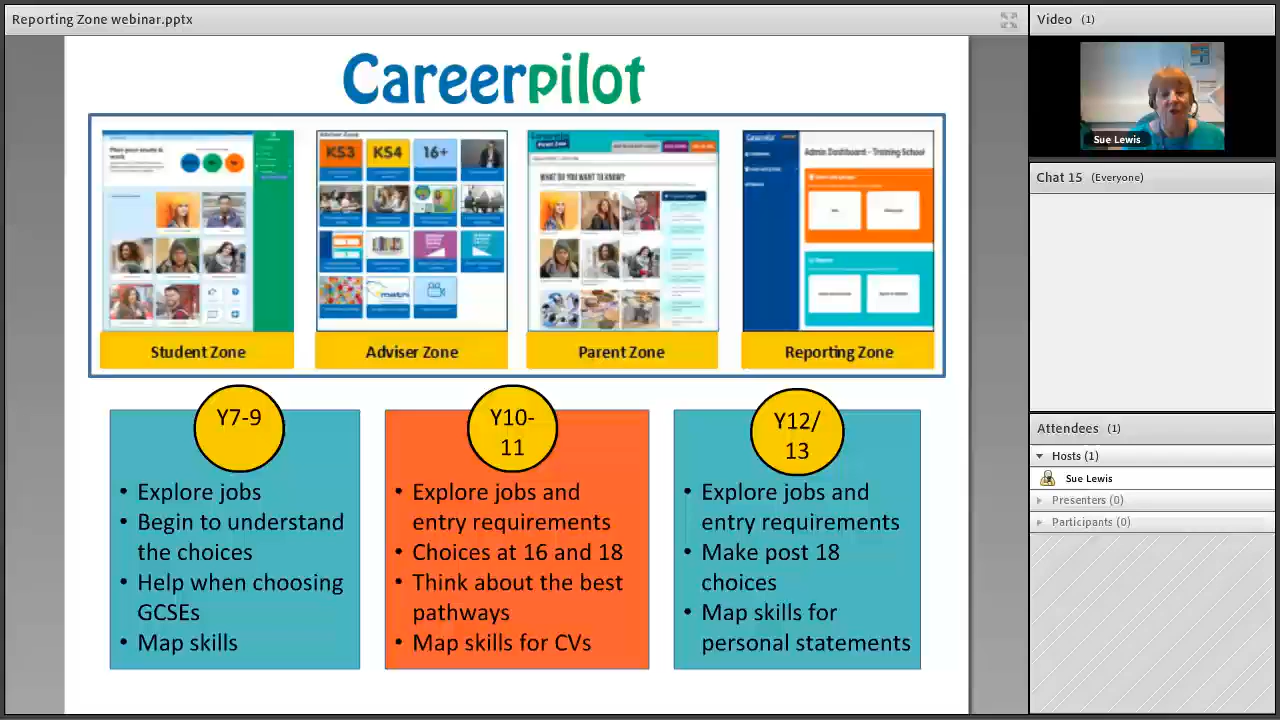 Reporting Zone webinar.pptx
Careerpilot
Adviser Zone
KS3
KS4
16+
Parent Zone
WHAT DO YOU WANT TO KNOW?
Admin Dashboard - Training School
Student Zone
Adviser Zone
Parent Zone
Reporting Zone
Y7-9
• Explore jobs
• Begin to understand
the choices
• Help when choosing
GCSEs
• Map skills
Y10-
11
• Explore jobs and
entry requirements
• Choices at 16 and 18
• Think about the best
pathways
• Map skills for CVs
Y12/
13
• Explore jobs and
entry requirements
• Make post 18
choices
• Map skills for
personal statements
Video (1)
Sue Lewis
Chat 15 (Everyone)
Attendees (1)
Hosts (1)
Sue Lewis
Presenters (0)
Participants (0)